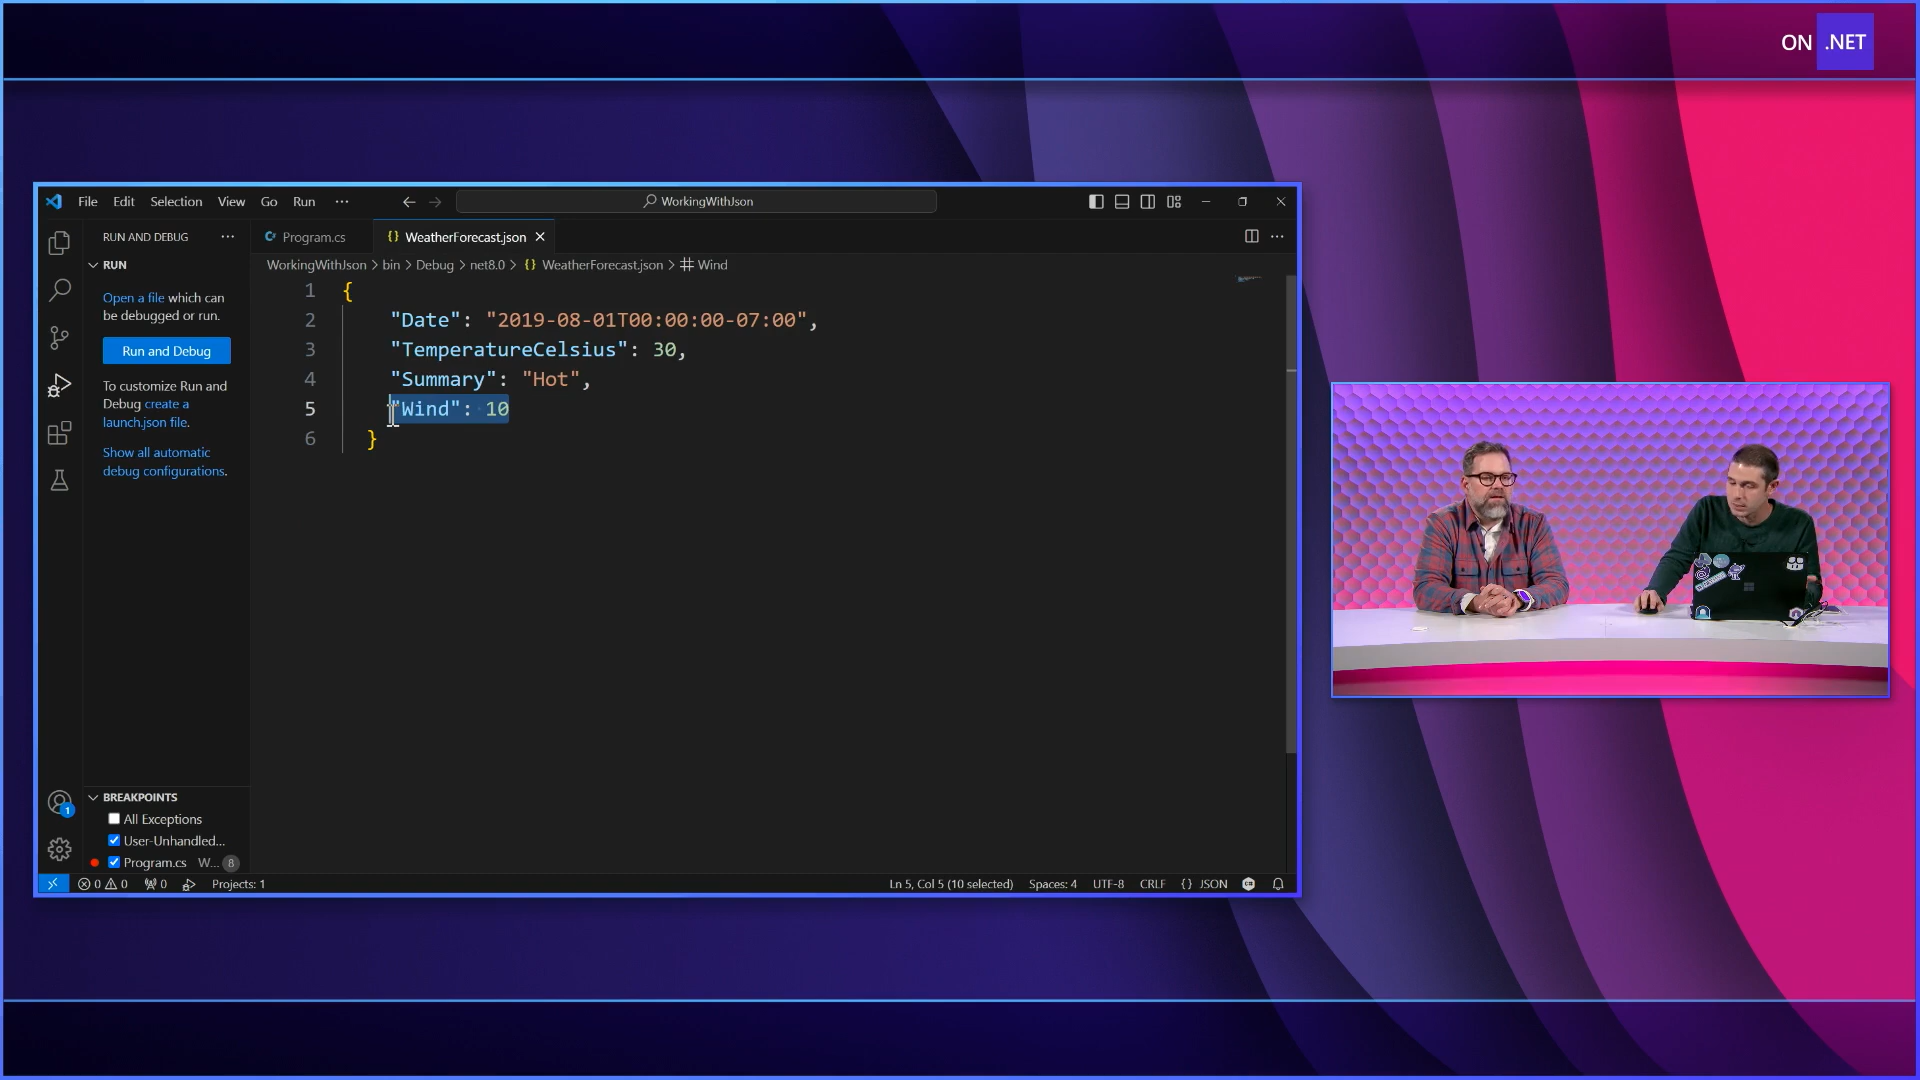 ON .NET
File Edit Selection View Go Run ··· WorkingWithJson
RUN AND DEBUG ···
Program.cs
{} WeatherForecast.json
RUN
WorkingWithJson > bin > Debug > net8.0 > {} WeatherForecast.json > Wind
Open a file which can
be debugged or run.
Run and Debug
To customize Run and
Debug create a
launch.json file.
Show all automatic
debug configurations.
1 {
2 "Date": "2019-08-01T00:00:00-07:00",
3 "TemperatureCelsius": 30,
4 "Summary": "Hot",
5 "Wind": 10
6 }
1
BREAKPOINTS
All Exceptions
User-Unhandled...
Program.cs W... 8
0 0 0 Projects: 1 Ln 5, Col 5 (10 selected) Spaces: 4 UTF-8 CRLF {} JSON